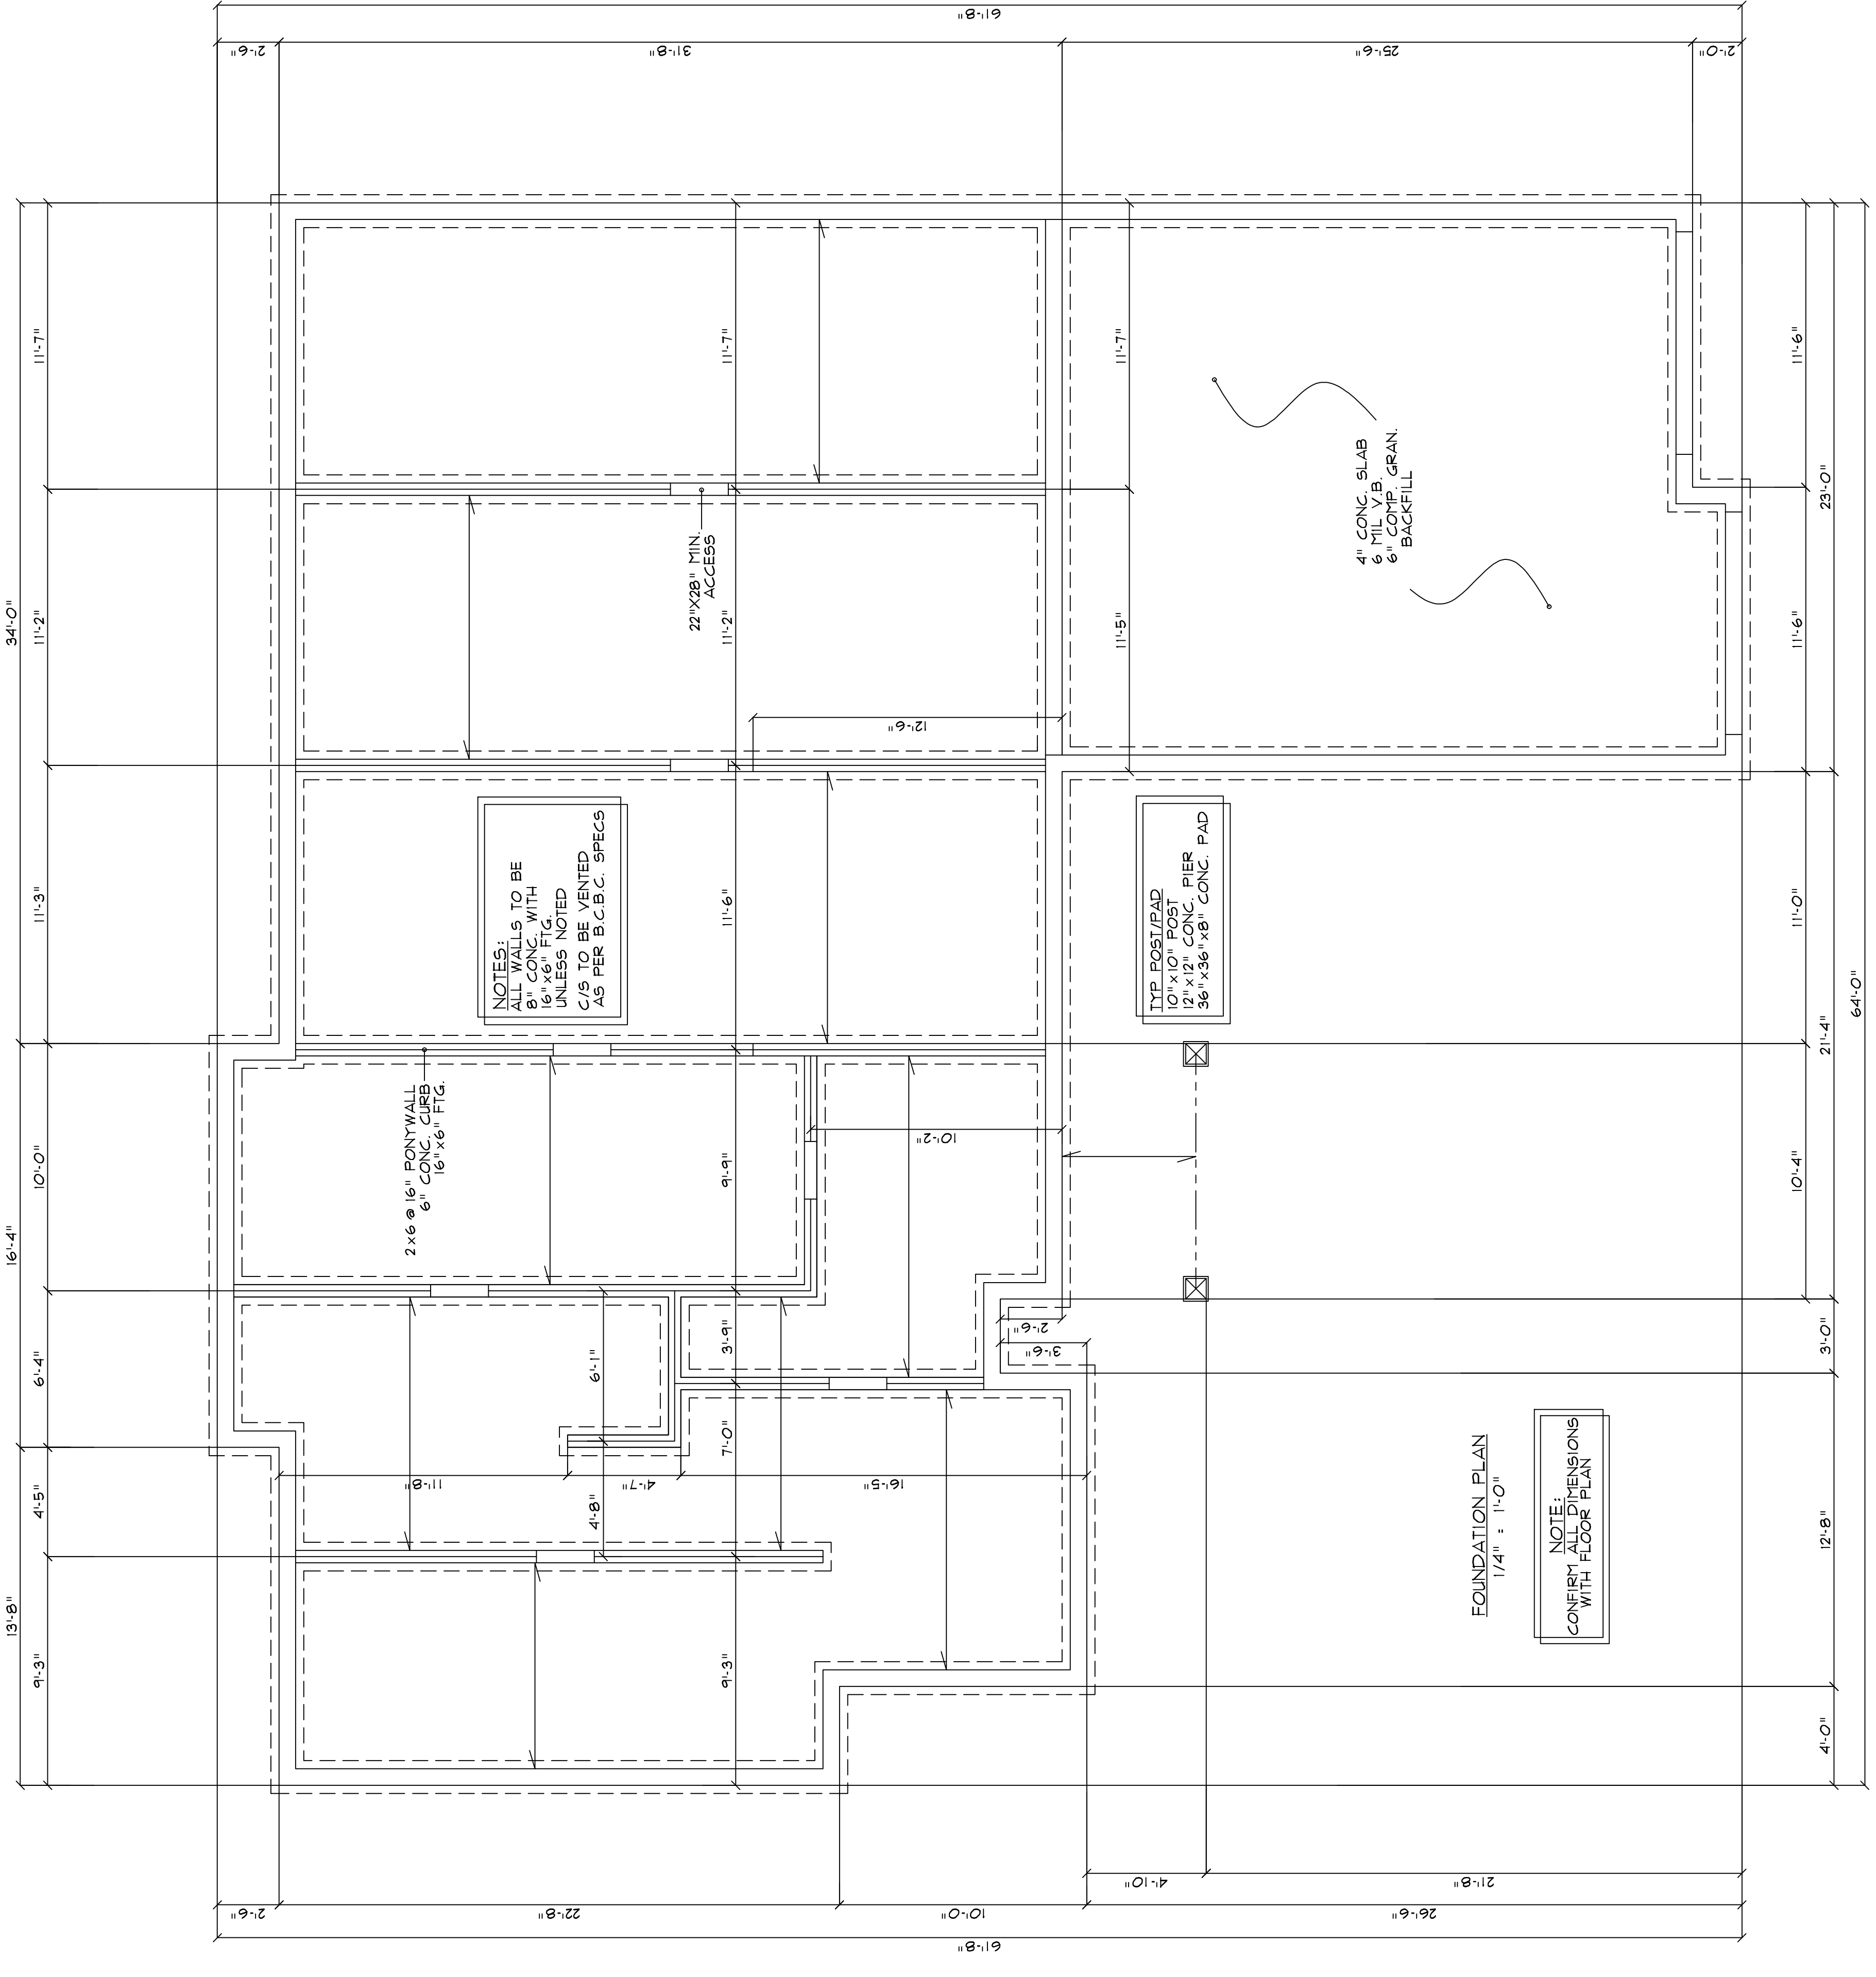 61'-8"
2'-6"
31'-8"
25'-6"
2'-0"
34'-0"
11'-7"
11'-2"
11'-3"
16'-4"
10'-0"
6'-4"
13'-8"
4'-5"
9'-3"
11'-7"
11'-2"
11'-6"
9'-9"
3'-9"
7'-0"
9'-3"
11'-7"
11'-5"
22"X28" MIN.
ACCESS
12'-6"
4" CONC. SLAB
6 MIL V.B.
6" COMP. GRAN.
BACKFILL
NOTES:
ALL WALLS TO BE
8" CONC. WITH
16"x6" FTG.
UNLESS NOTED
C/S TO BE VENTED
AS PER B.C.B.C. SPECS
TYP POST/PAD
10"x10" POST
12"x12" CONC. PIER
36"x36"x8" CONC. PAD
2x6 @ 16" PONYWALL
6" CONC. CURB
16"x6" FTG.
10'-2"
2'-6"
3'-6"
6'-1"
4'-8"
11'-8"
4'-7"
16'-5"
11'-6"
11'-6"
11'-0"
10'-4"
23'-0"
21'-4"
3'-0"
12'-8"
4'-0"
64'-0"
FOUNDATION PLAN
1/4" = 1'-0"
NOTE:
CONFIRM ALL DIMENSIONS
WITH FLOOR PLAN
4'-10"
21'-8"
2'-6"
22'-8"
10'-0"
26'-6"
61'-8"